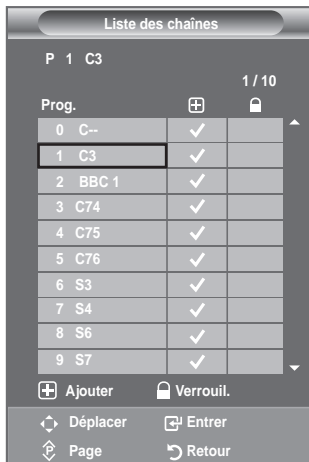 Liste des chaînes
P 1 C3
1 / 10
Prog.
0 C--
1 C3
2 BBC 1
3 C74
4 C75
5 C76
6 S3
7 S4
8 S6
9 S7
Ajouter Verrouil.
Déplacer Entrer
Page Retour